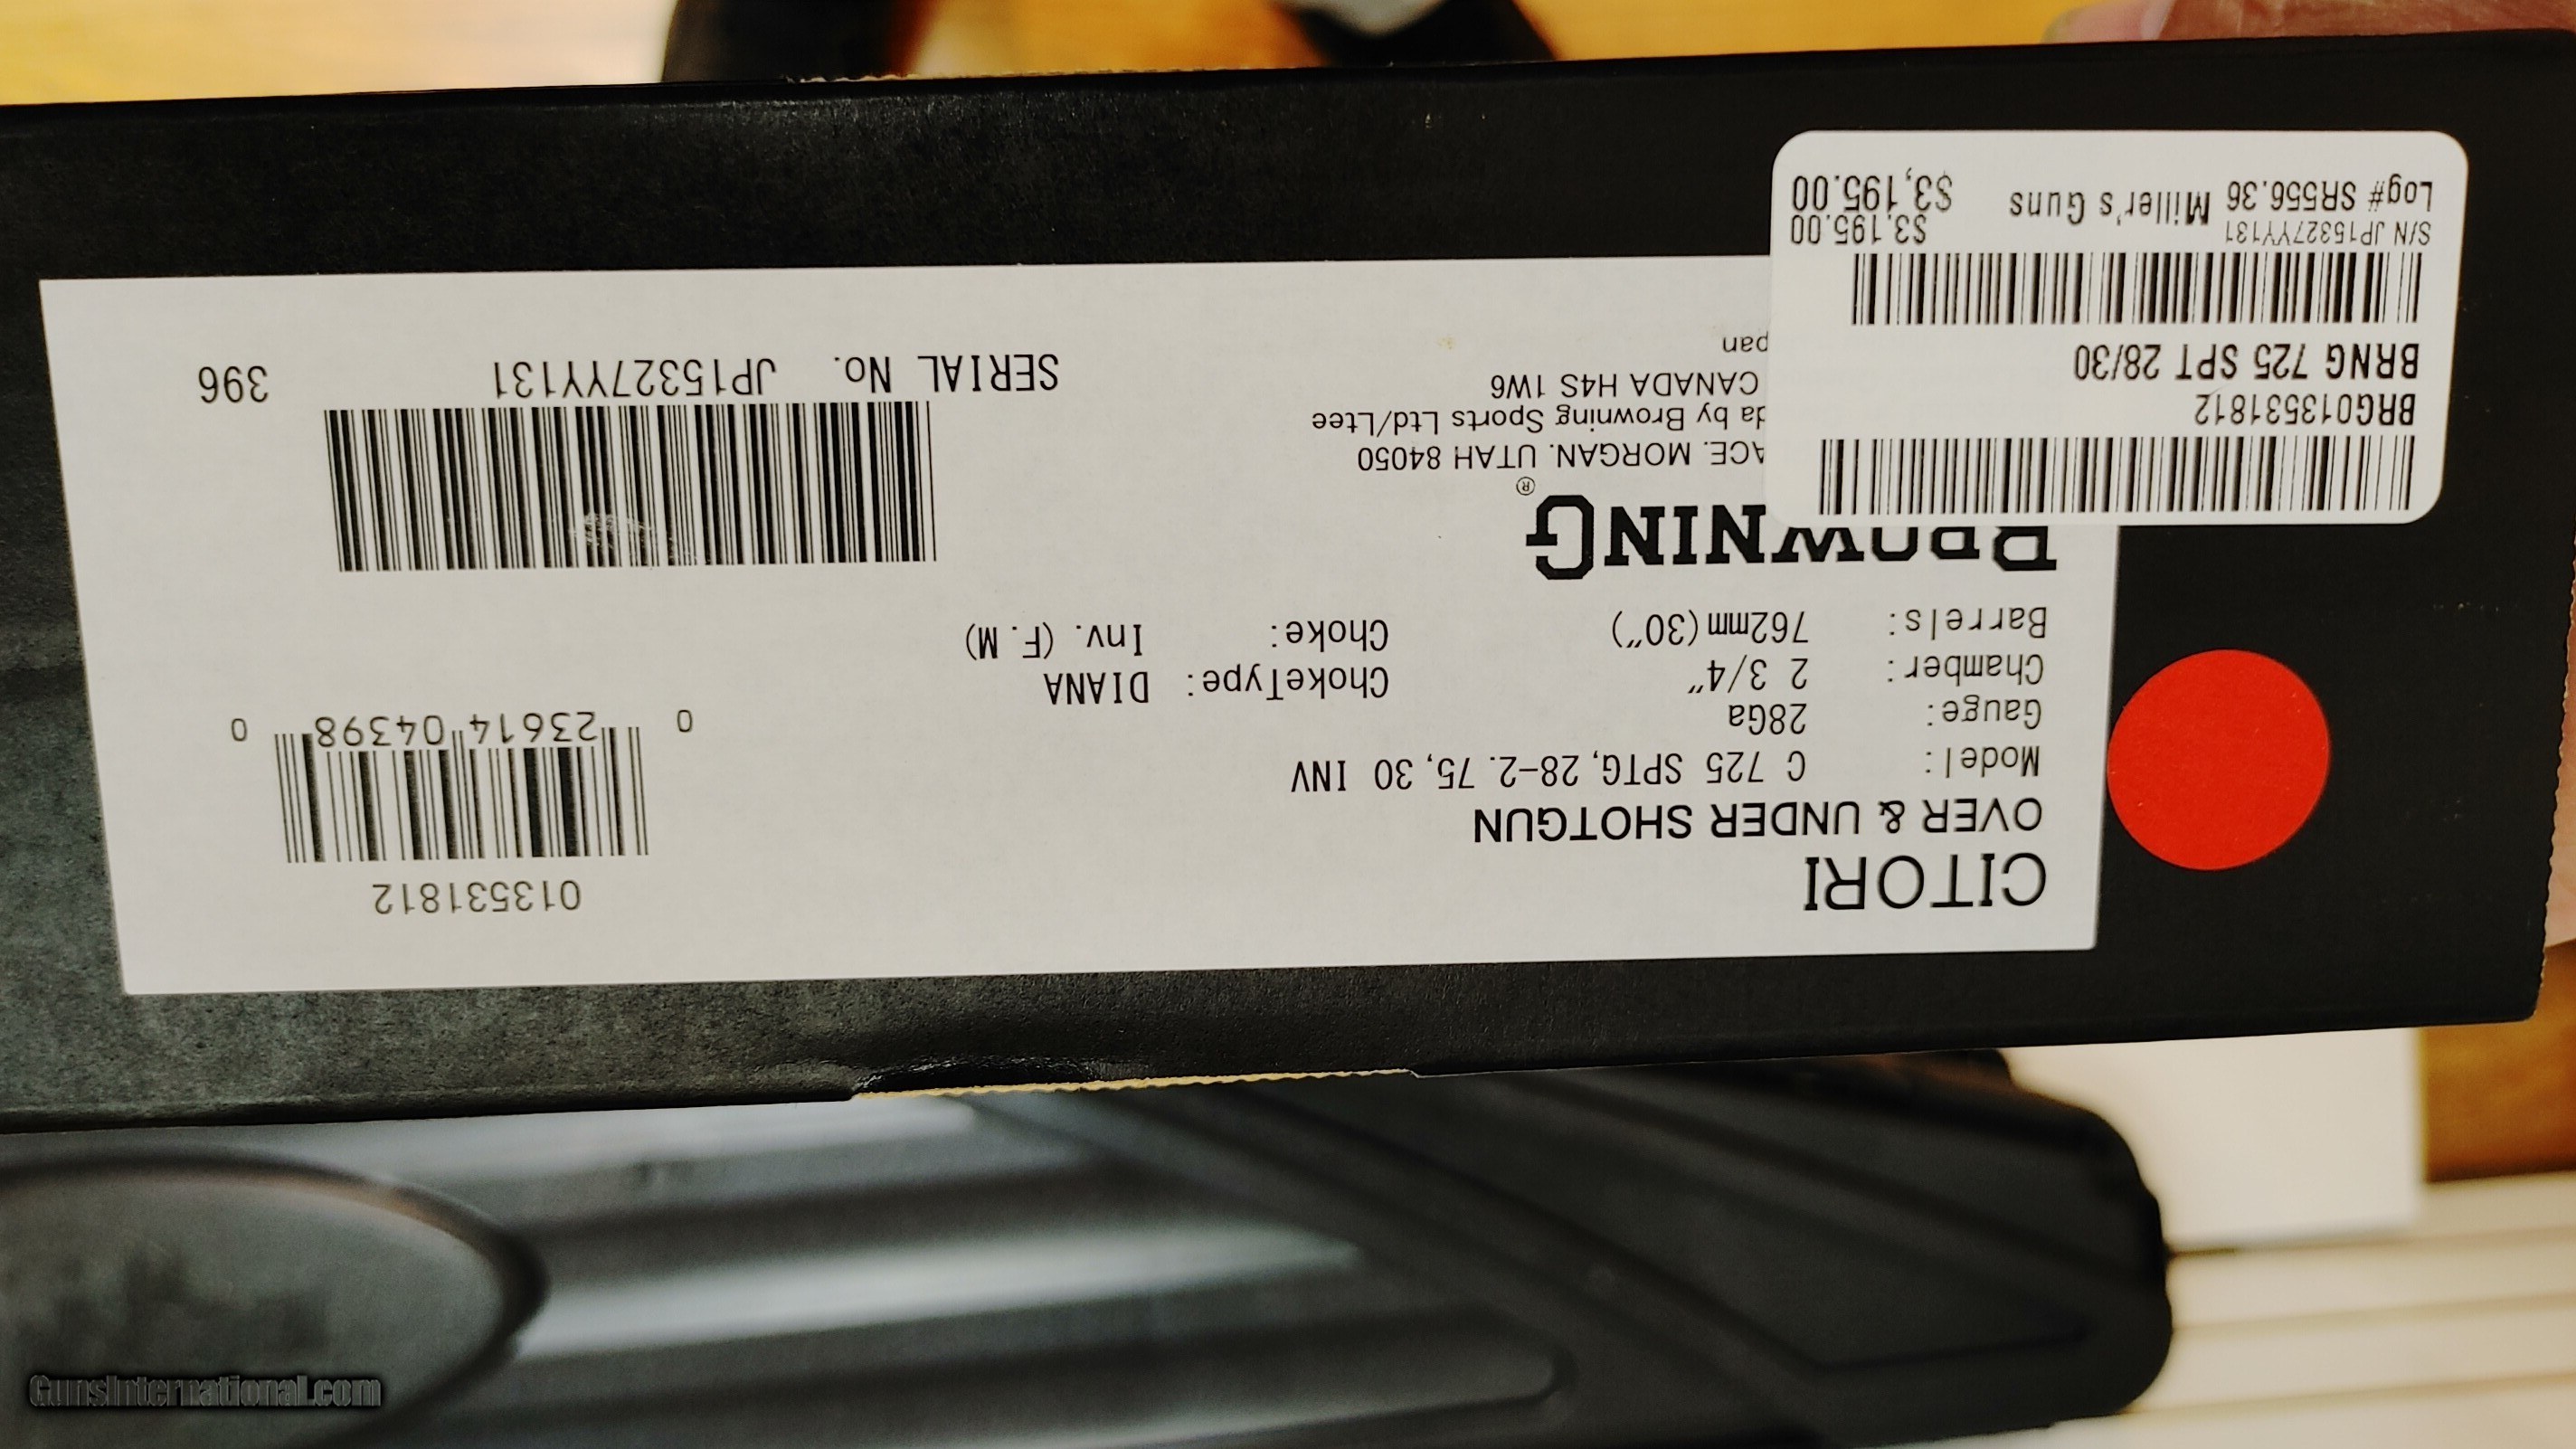 CITORI
OVER & UNDER SHOTGUN
Model: C 725 SPTG, 28-2. 75, 30 INV
Gauge: 28Ga
Chamber: 2 3/4" ChokeType: DIANA
Barrels: 762mm(30") Choke: Inv. (F. M)
BROWNING®
ACE. MORGAN. UTAH 84050
da by Browning Sports Ltd/Ltee
CANADA H4S 1W6
pan
013531812
0 23614 04398 0
SERIAL No. JP15327YY131 396
BRG013531812
BRNG 725 SPT 28/30
S/N JP15327YY131 $3,195.00
Log# SR556.36 Miller's Guns $3,195.00
GunsInternational.com